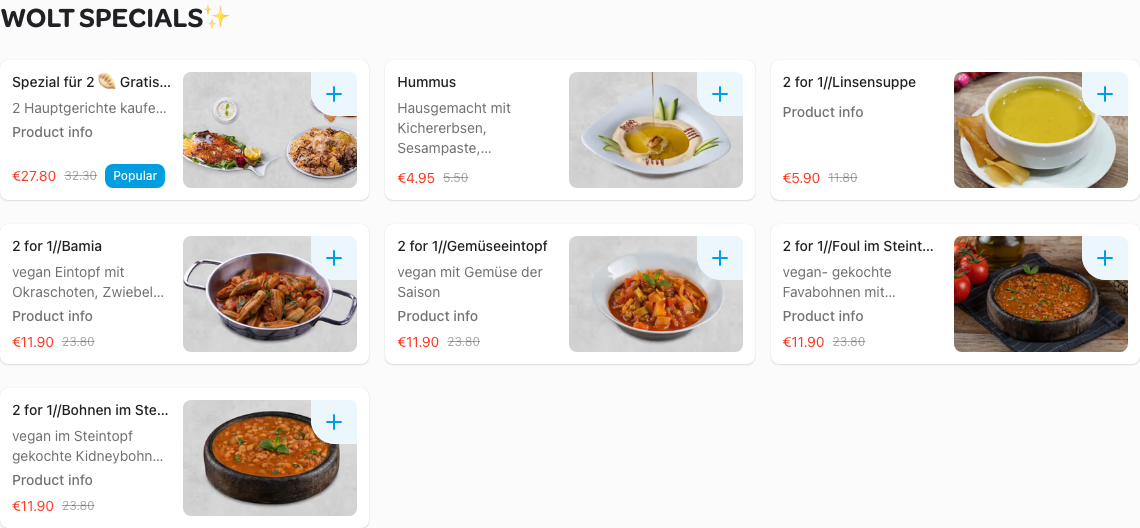 WOLT SPECIALS✨
Spezial für 2 🥟 Gratis...
2 Hauptgerichte kaufe...
Product info
€27.80 32.30 Popular
Hummus
Hausgemacht mit
Kichererbsen,
Sesampaste,...
€4.95 5.50
2 for 1//Linsensuppe
Product info
€5.90 11.80
2 for 1//Bamia
vegan Eintopf mit
Okraschoten, Zwiebel...
Product info
€11.90 23.80
2 for 1//Gemüseeintopf
vegan mit Gemüse der
Saison
Product info
€11.90 23.80
2 for 1//Foul im Steint...
vegan- gekochte
Favabohnen mit...
Product info
€11.90 23.80
2 for 1//Bohnen im Ste...
vegan im Steintopf
gekochte Kidneybohn...
Product info
€11.90 23.80